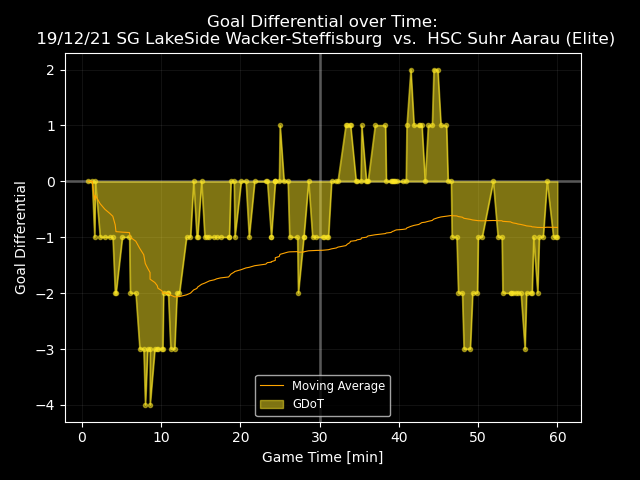 Goal Differential over Time:
19/12/21 SG LakeSide Wacker-Steffisburg  vs.  HSC Suhr Aarau (Elite)
2
1
0
−1
−2
−3
−4
Goal Differential
Moving Average
GDoT
0 10 20 30 40 50 60
Game Time [min]